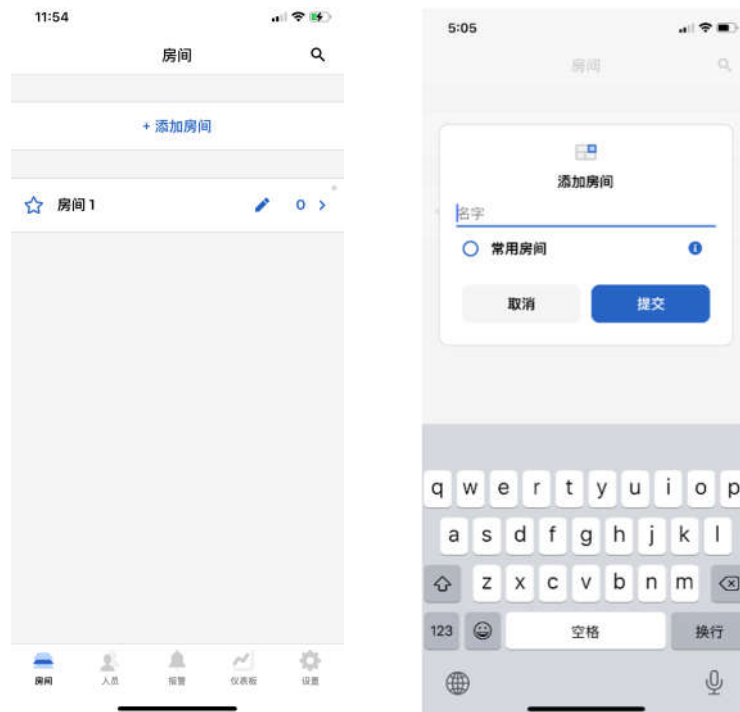 11:54
房间
+ 添加房间
房间 1
0
房间
人员
报警
仪表板
设置
5:05
房间
添加房间
名字
常用房间
取消
提交
q w e r t y u i o p
a s d f g h j k l
z x c v b n m
123
空格
换行